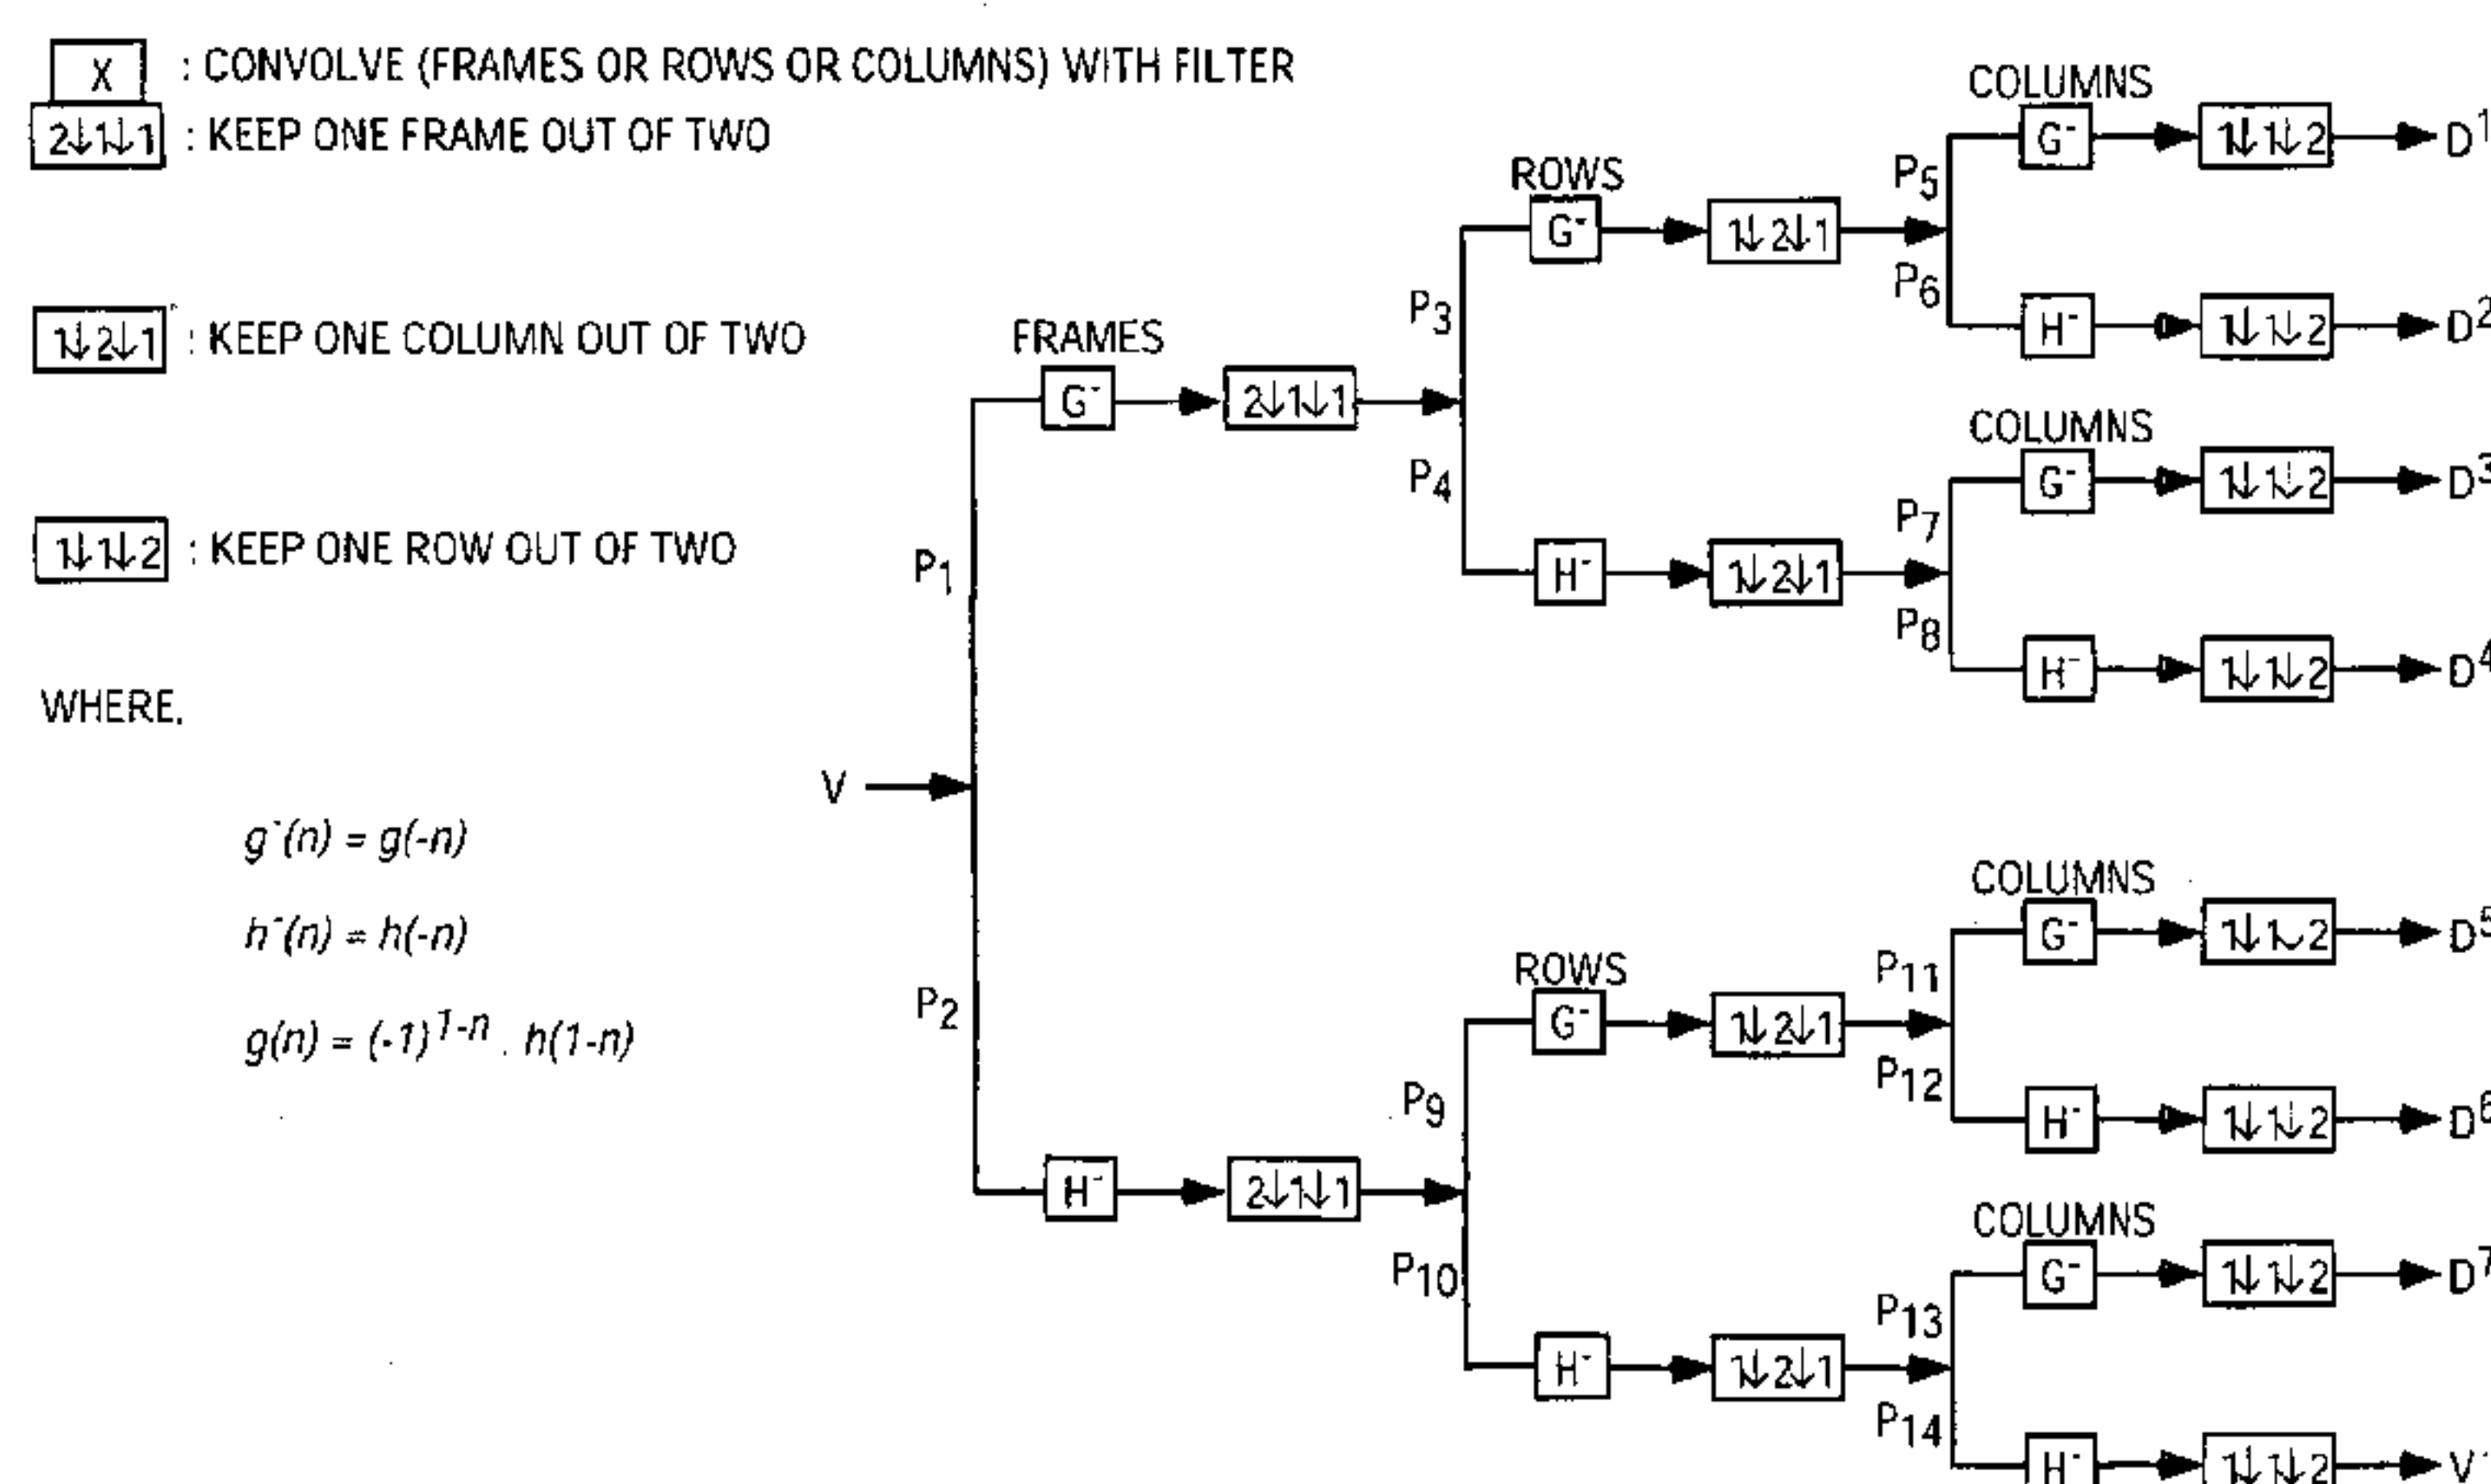 X : CONVOLVE (FRAMES OR ROWS OR COLUMNS) WITH FILTER
2↓1↓1 : KEEP ONE FRAME OUT OF TWO
1↓2↓1 : KEEP ONE COLUMN OUT OF TWO
1↓1↓2 : KEEP ONE ROW OUT OF TWO
WHERE,
g⁻(n) = g(-n)
h⁻(n) = h(-n)
g(n) = (-1)^1-n . h(1-n)
V
P1
P2
FRAMES
G⁻ 2↓1↓1
H⁻ 2↓1↓1
P3
P4
ROWS
G⁻ 1↓2↓1
H⁻ 1↓2↓1
P5
P6
COLUMNS
G⁻ 1↓1↓2 D1
H⁻ 1↓1↓2 D2
P7
P8
COLUMNS
G⁻ 1↓1↓2 D3
H⁻ 1↓1↓2 D4
P9
P10
ROWS
G⁻ 1↓2↓1
H⁻ 1↓2↓1
P11
P12
COLUMNS
G⁻ 1↓1↓2 D5
H⁻ 1↓1↓2 D6
P13
P14
COLUMNS
G⁻ 1↓1↓2 D7
H⁻ 1↓1↓2 V